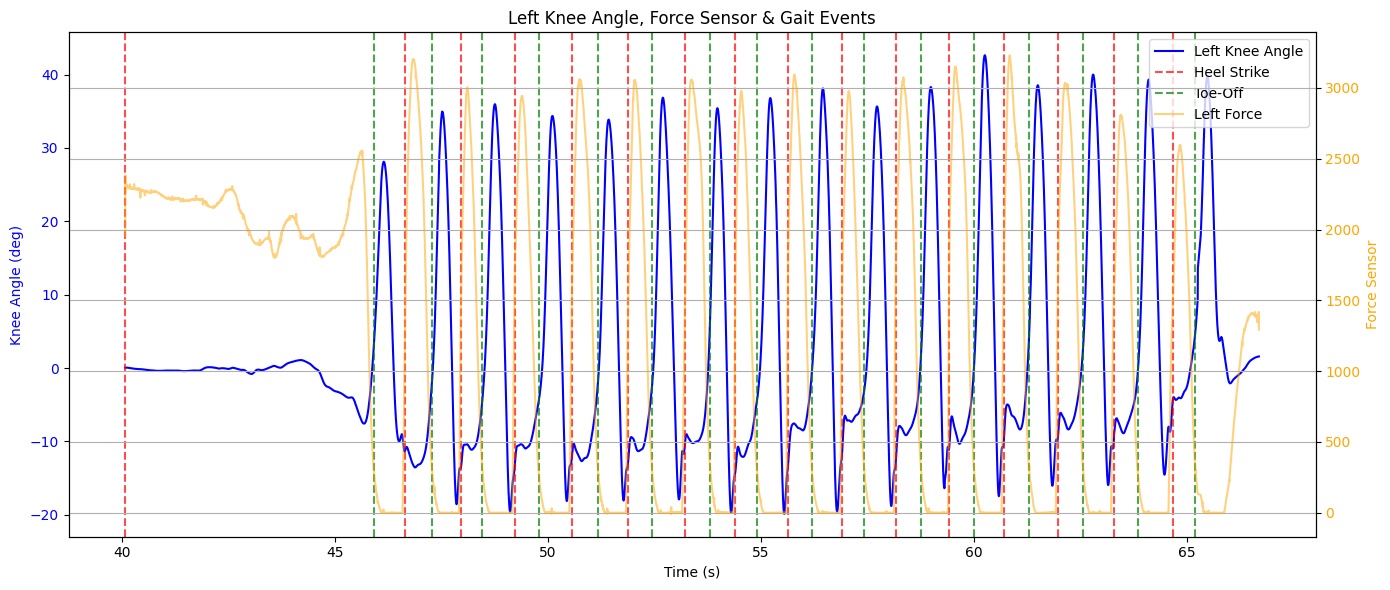 Left Knee Angle, Force Sensor & Gait Events
Knee Angle (deg)
40
30
20
10
0
−10
−20
Left Knee Angle
Heel Strike
Toe-Off
Left Force
3000
2500
2000
1500
1000
500
0
Force Sensor
40
45
50
55
60
65
Time (s)